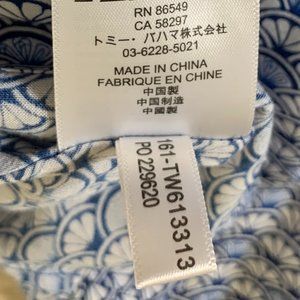 RN 86549
CA 58297
トミー・バハマ株式会社
03-6228-5021
MADE IN CHINA
FABRIQUE EN CHINE
中国製
中国制造
中國製
161-TW613313
PO 229620